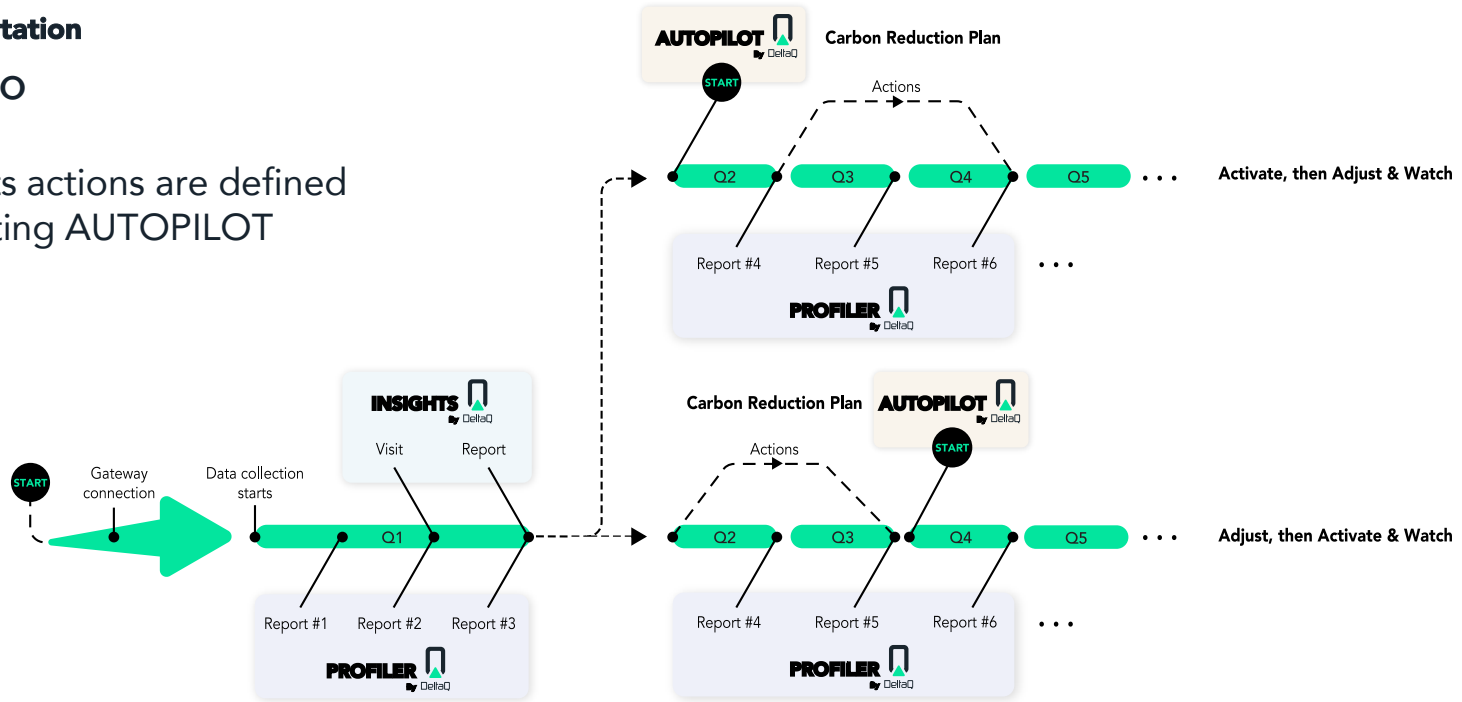 tation
o
ts actions are defined
ting AUTOPILOT
AUTOPILOT
By DeltaQ
Carbon Reduction Plan
START
Actions
Q2
Q3
Q4
Q5
...
Activate, then Adjust & Watch
Report #4
Report #5
Report #6
...
PROFILER
By DeltaQ
INSIGHTS
By DeltaQ
Visit
Report
START
Gateway
connection
Data collection
starts
Q1
Report #1
Report #2
Report #3
PROFILER
By DeltaQ
Carbon Reduction Plan
AUTOPILOT
By DeltaQ
START
Actions
Q2
Q3
Q4
Q5
...
Adjust, then Activate & Watch
Report #4
Report #5
Report #6
...
PROFILER
By DeltaQ